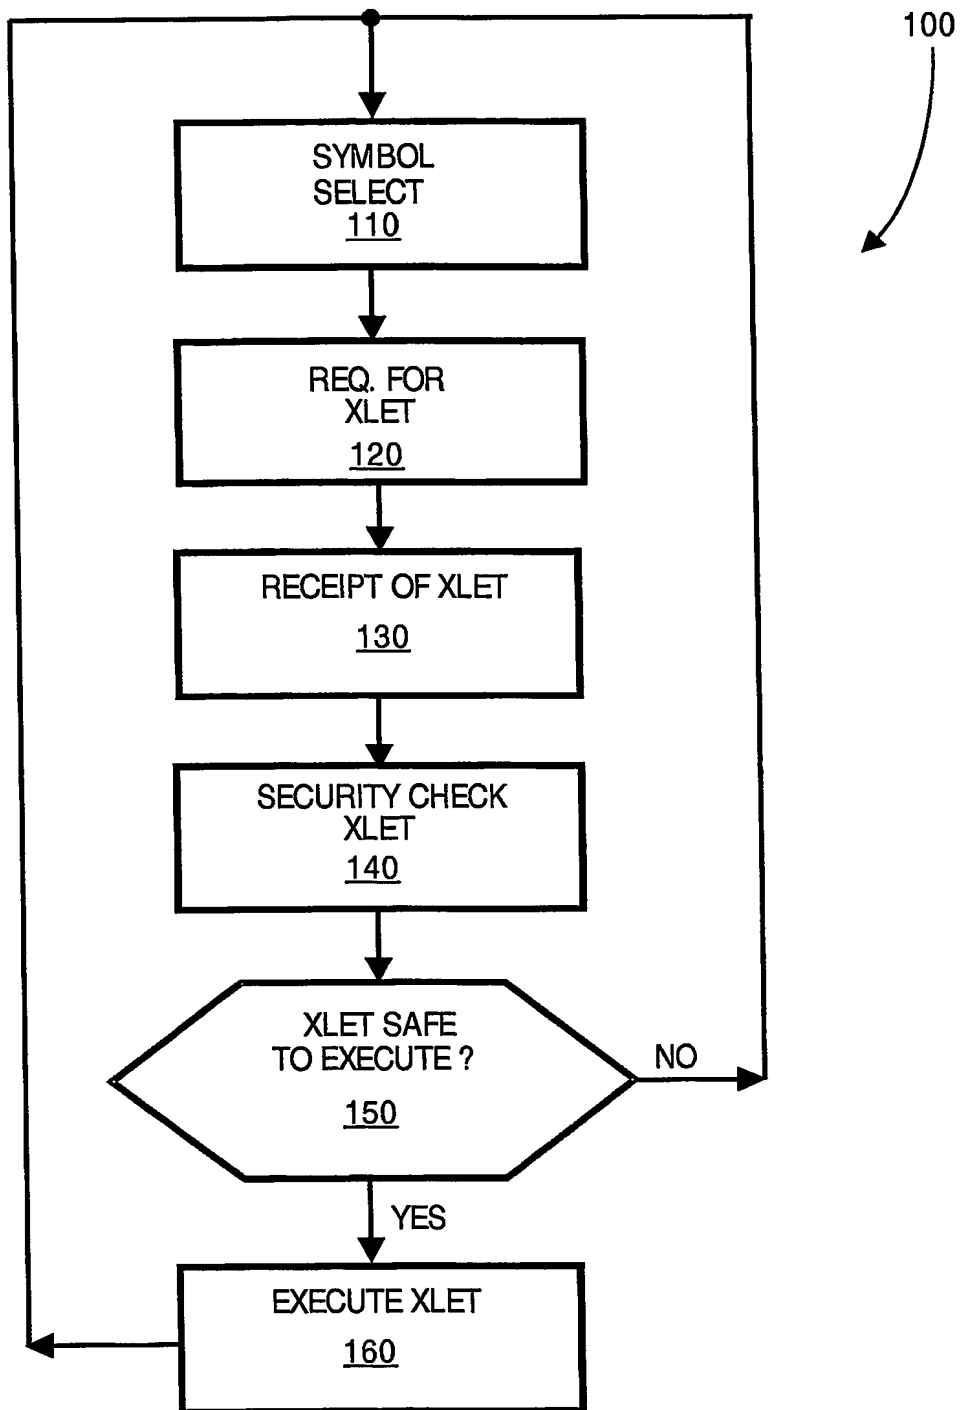 100
SYMBOL
SELECT
110
REQ. FOR
XLET
120
RECEIPT OF XLET
130
SECURITY CHECK
XLET
140
XLET SAFE
TO EXECUTE ?
150
NO
YES
EXECUTE XLET
160